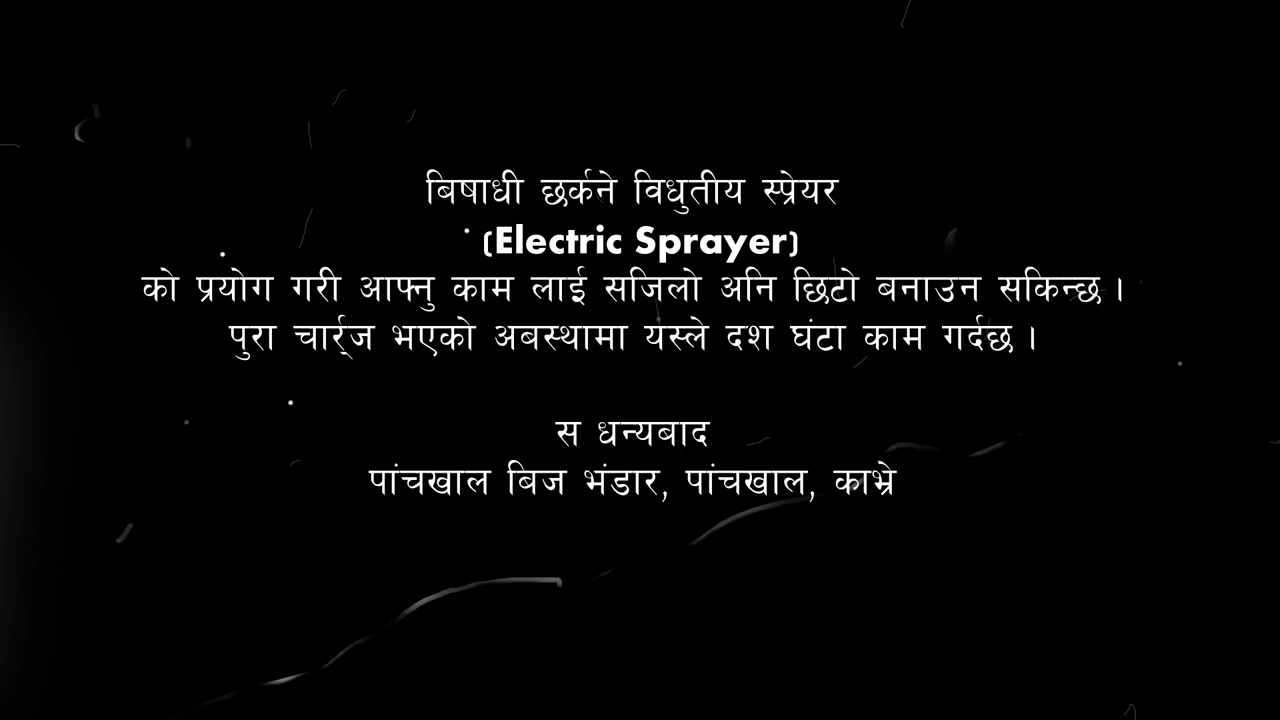 बिषाधी छर्कने विधुतीय स्प्रेयर
(Electric Sprayer)
को प्रयोग गरी आफ्नु काम लाई सजिलो अनि छिटो बनाउन सकिन्छ ।
पुरा चार्र्ज भएको अबस्थामा यस्ले दश घंटा काम गर्दछ ।
स धन्यबाद
पांचखाल बिज भंडार, पांचखाल, काभ्रे